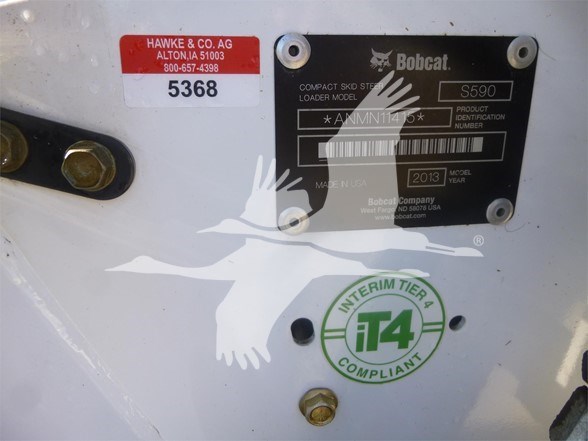 HAWKE & CO. AG
ALTON,IA 51003
800-657-4398
5368
Bobcat.
COMPACT SKID STEER
LOADER MODEL
S590
*ANMN11415*
PRODUCT
IDENTIFICATION
NUMBER
MADE IN USA
2013
MODEL
YEAR
Bobcat Company
West Fargo, ND 58078 USA
www.bobcat.com
®
INTERIM TIER 4
iT4
COMPLIANT